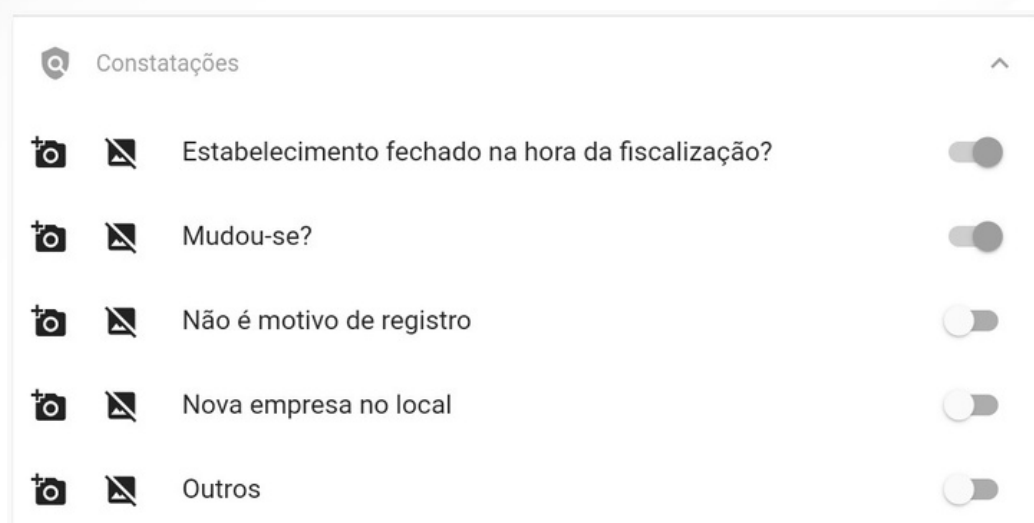 Constatações
Estabelecimento fechado na hora da fiscalização?
Mudou-se?
Não é motivo de registro
Nova empresa no local
Outros